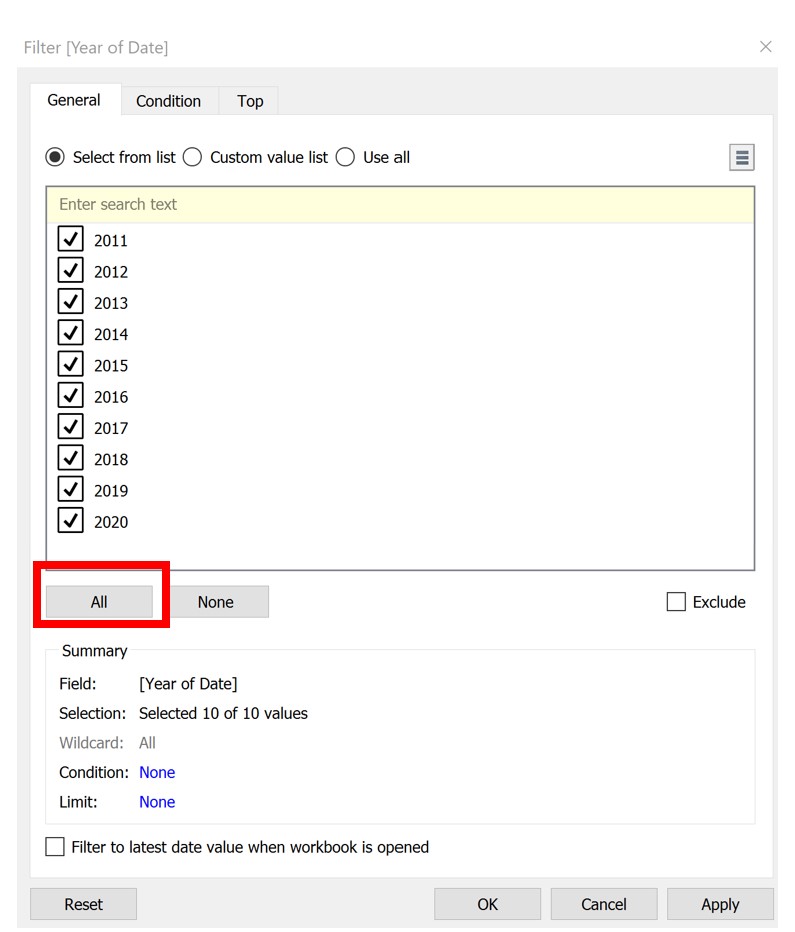 Filter [Year of Date]
General Condition Top
Select from list Custom value list Use all
Enter search text
2011
2012
2013
2014
2015
2016
2017
2018
2019
2020
All None Exclude
Summary
Field: [Year of Date]
Selection: Selected 10 of 10 values
Wildcard: All
Condition: None
Limit: None
Filter to latest date value when workbook is opened
Reset OK Cancel Apply